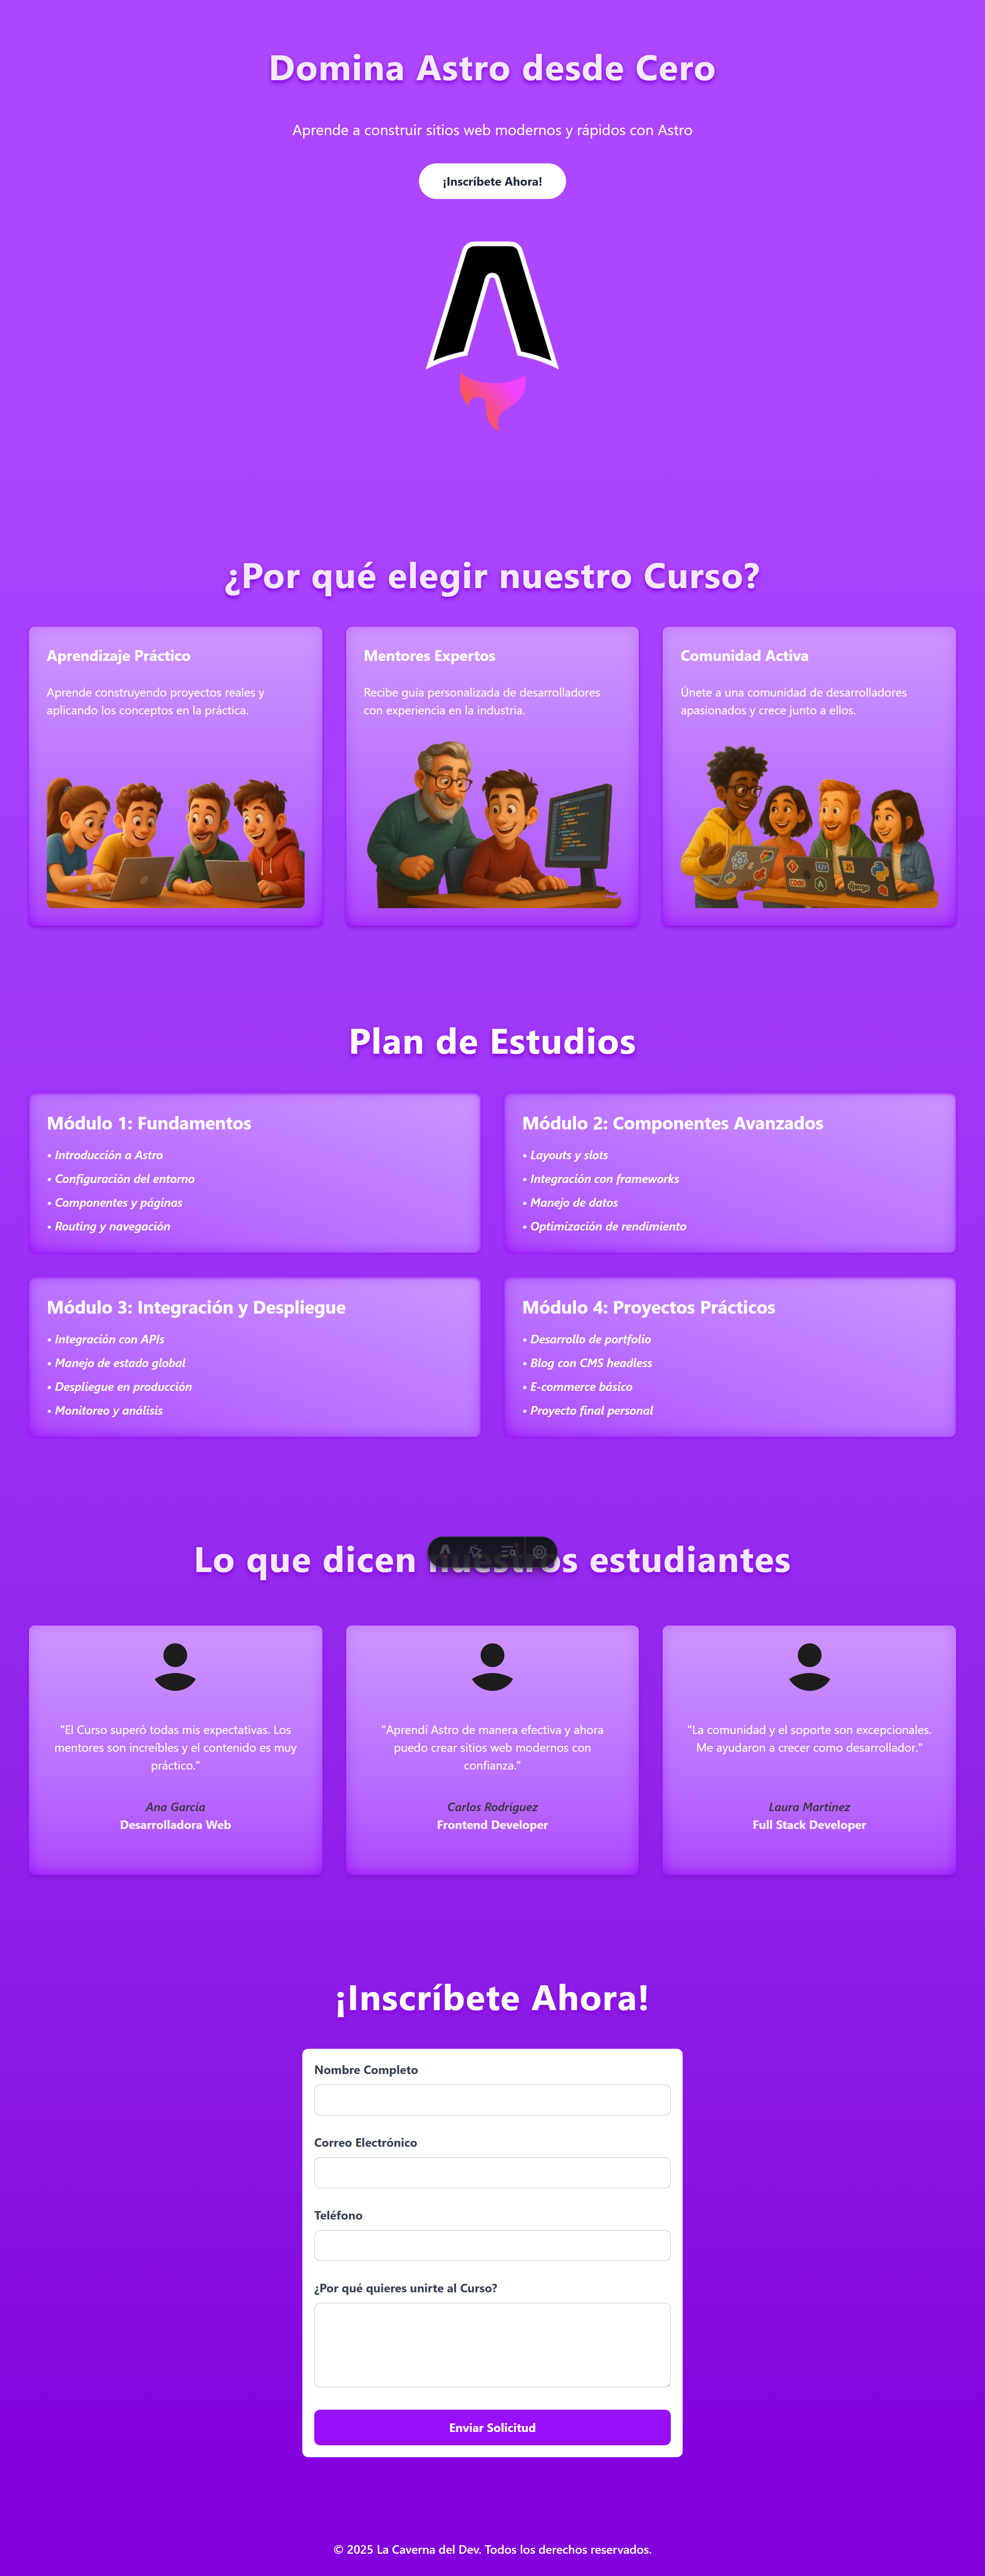 Domina Astro desde Cero
Aprende a construir sitios web modernos y rápidos con Astro
¡Inscríbete Ahora!
¿Por qué elegir nuestro Curso?
Aprendizaje Práctico
Aprende construyendo proyectos reales y
aplicando los conceptos en la práctica.
Mentores Expertos
Recibe guía personalizada de desarrolladores
con experiencia en la industria.
Comunidad Activa
Únete a una comunidad de desarrolladores
apasionados y crece junto a ellos.
JS
django
Plan de Estudios
Módulo 1: Fundamentos
• Introducción a Astro
• Configuración del entorno
• Componentes y páginas
• Routing y navegación
Módulo 2: Componentes Avanzados
• Layouts y slots
• Integración con frameworks
• Manejo de datos
• Optimización de rendimiento
Módulo 3: Integración y Despliegue
• Integración con APIs
• Manejo de estado global
• Despliegue en producción
• Monitoreo y análisis
Módulo 4: Proyectos Prácticos
• Desarrollo de portfolio
• Blog con CMS headless
• E-commerce básico
• Proyecto final personal
Lo que dicen nuestros estudiantes
"El Curso superó todas mis expectativas. Los
mentores son increíbles y el contenido es muy
práctico."
Ana García
Desarrolladora Web
"Aprendí Astro de manera efectiva y ahora
puedo crear sitios web modernos con
confianza."
Carlos Rodríguez
Frontend Developer
"La comunidad y el soporte son excepcionales.
Me ayudaron a crecer como desarrollador."
Laura Martínez
Full Stack Developer
¡Inscríbete Ahora!
Nombre Completo
Correo Electrónico
Teléfono
¿Por qué quieres unirte al Curso?
Enviar Solicitud
© 2025 La Caverna del Dev. Todos los derechos reservados.